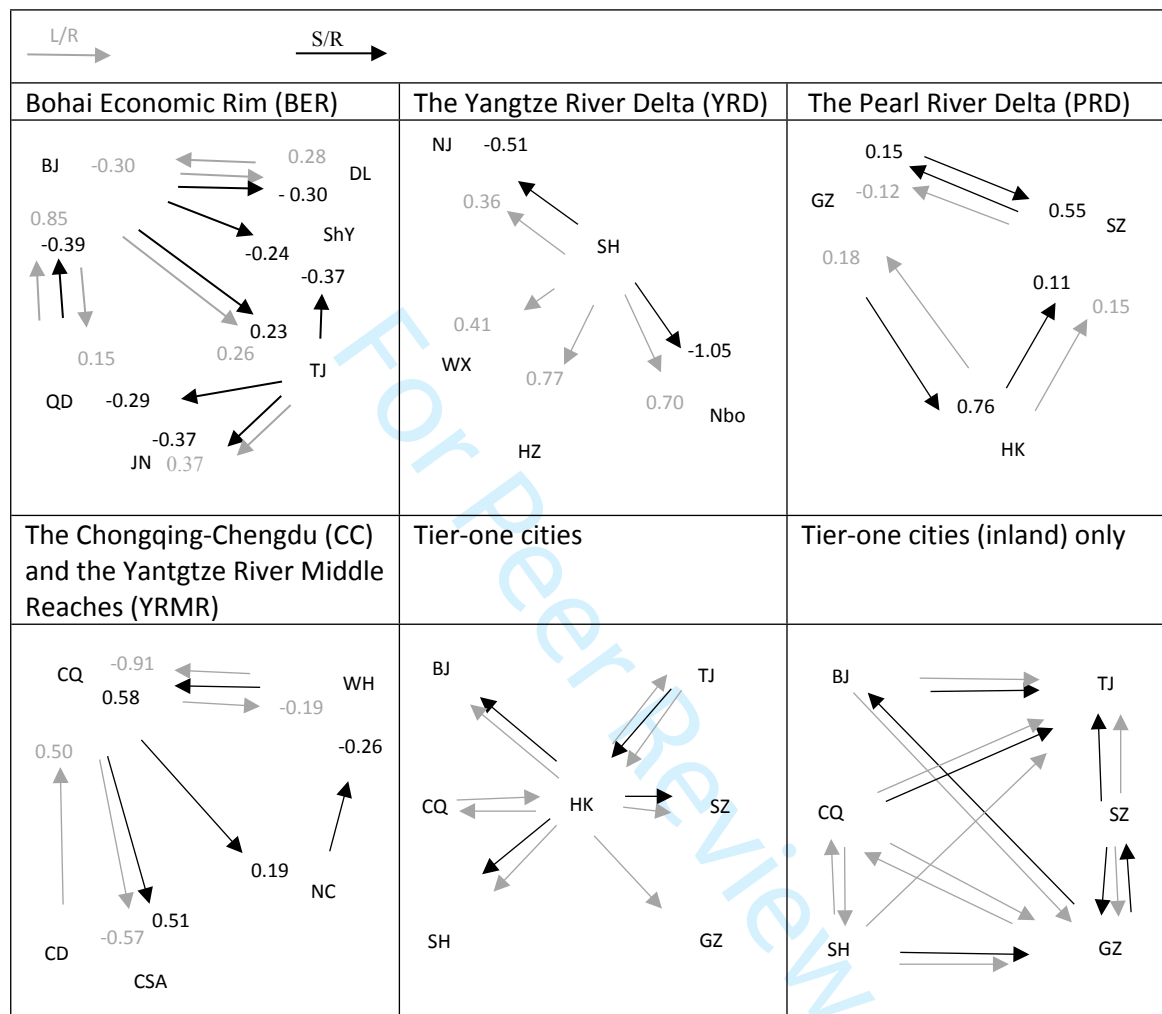 L/R
S/R
Bohai Economic Rim (BER)
The Yangtze River Delta (YRD)
The Pearl River Delta (PRD)
BJ -0.30 0.28
DL
- 0.30
0.85
-0.39
ShY
-0.24
-0.37
0.23
0.15
0.26
TJ
QD -0.29
-0.37
JN 0.37
NJ -0.51
0.36
SH
0.41
-1.05
WX
0.77
0.70
Nbo
HZ
0.15
GZ -0.12
0.55
SZ
0.18
0.11
0.15
0.76
HK
The Chongqing-Chengdu (CC)
and the Yantgtze River Middle
Reaches (YRMR)
Tier-one cities
Tier-one cities (inland) only
-0.91
CQ
WH
0.58
-0.19
0.50
-0.26
0.19
NC
0.51
-0.57
CD
CSA
BJ
TJ
CQ
HK
SZ
SH
GZ
BJ
TJ
CQ
SZ
SH
GZ
For Peer Review